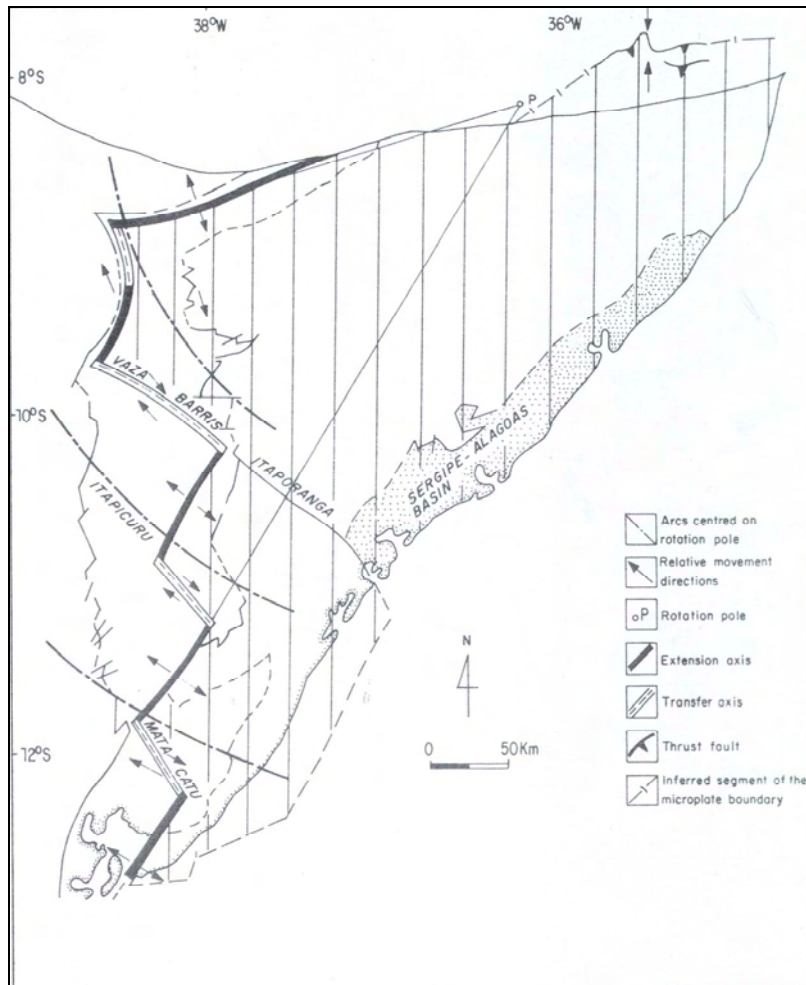 38°W
36°W
8°S
P
VAZA BARRIS
10°S
ITAPORANGA
SERGIPE-ALAGOAS
BASIN
ITAPICURU
MATA CATU
12°S
N
0 50Km
Arcs centred on
rotation pole
Relative movement
directions
oP Rotation pole
Extension axis
Transfer axis
Thrust fault
Inferred segment of the
microplate boundary